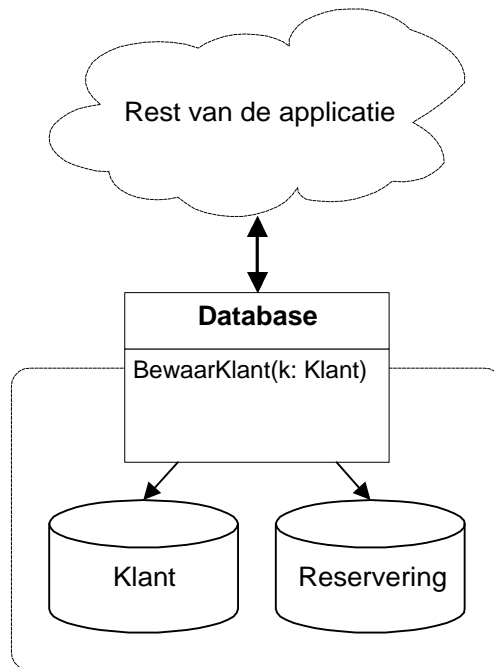 Rest van de applicatie
Database
BewaarKlant(k: Klant)
Klant
Reservering